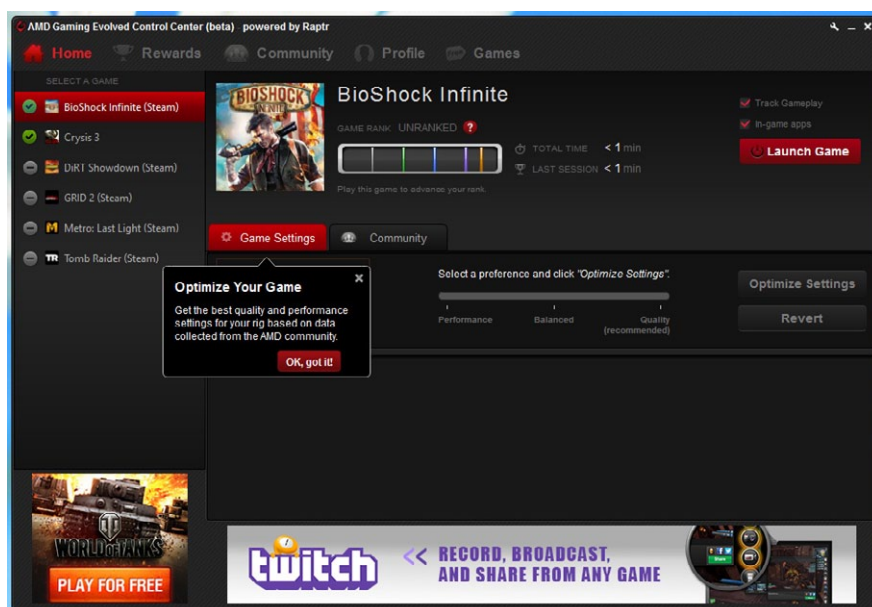 AMD Gaming Evolved Control Center (beta) powered by Raptr
Home Rewards Community Profile Games
SELECT A GAME
BioShock Infinite (Steam)
Crysis 3
DiRT Showdown (Steam)
GRID 2 (Steam)
Metro: Last Light (Steam)
TR Tomb Raider (Steam)
BIOSHOCK
INFINITE
BioShock Infinite
GAME RANK UNRANKED ?
TOTAL TIME < 1 min
LAST SESSION < 1 min
Play this game to advance your rank.
Track Gameplay
In-game apps
Launch Game
Game Settings Community
Optimize Your Game
Get the best quality and performance
settings for your rig based on data
collected from the AMD community.
OK, got it!
Select a preference and click "Optimize Settings".
Performance Balanced Quality
(recommended)
Optimize Settings
Revert
WORLD OF TANKS
PLAY FOR FREE
twitch << RECORD, BROADCAST,
AND SHARE FROM ANY GAME